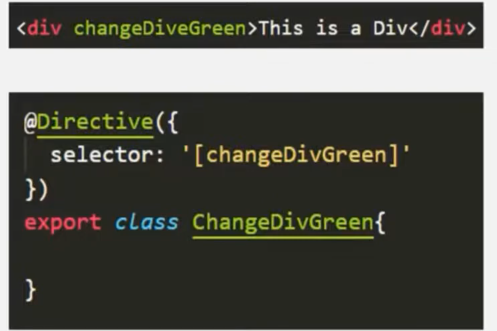 <div changeDiveGreen>This is a Div</div>
@Directive({
selector: '[changeDivGreen]'
})
export class ChangeDivGreen{
}